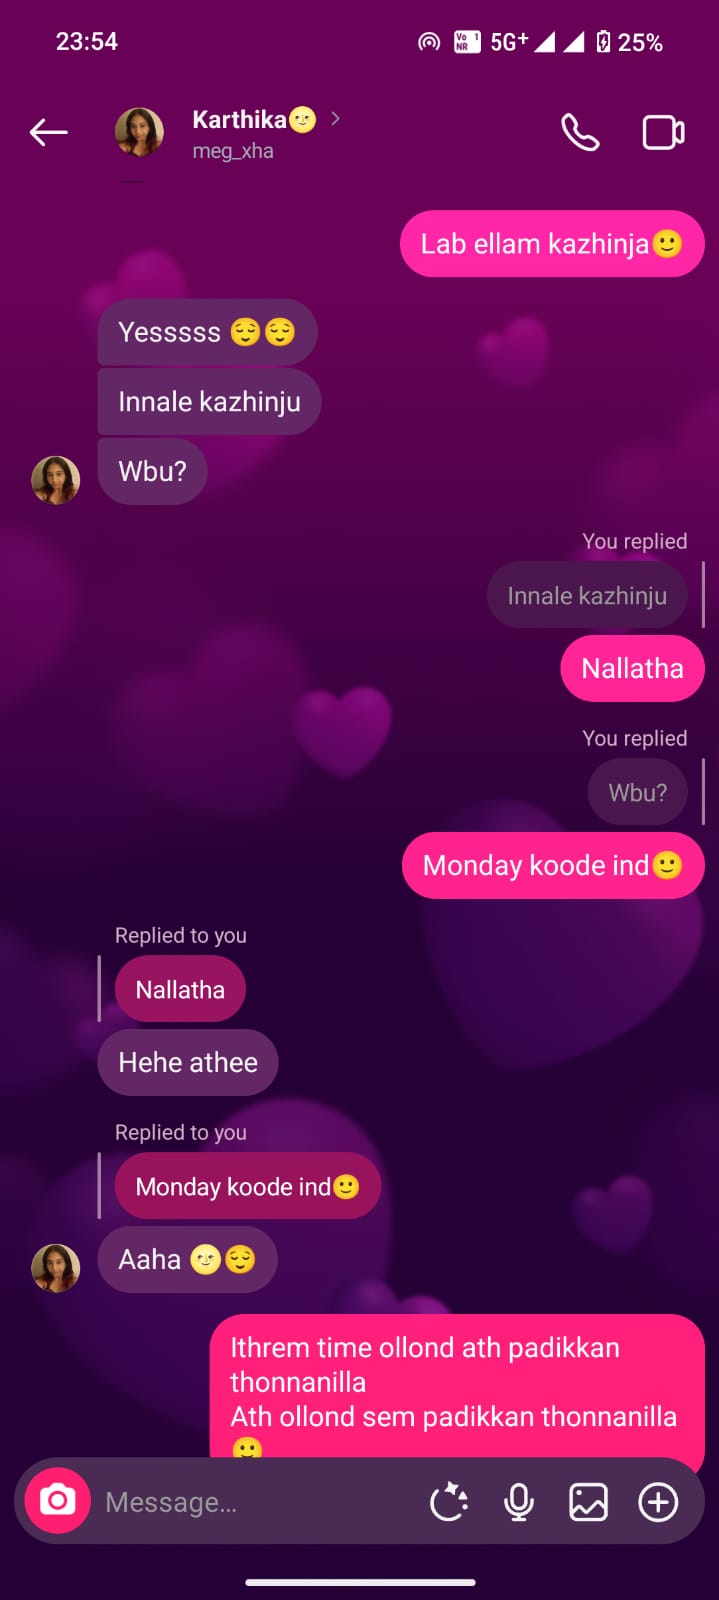 23:54
Vo 1
NR
5G+
25%
Karthika🌝
meg_xha
Lab ellam kazhinja🙂
Yesssss 😌😌
Innale kazhinju
Wbu?
You replied
Innale kazhinju
Nallatha
You replied
Wbu?
Monday koode ind🙂
Replied to you
Nallatha
Hehe athee
Replied to you
Monday koode ind🙂
Aaha 🌝😌
Ithrem time ollond ath padikkan
thonnanilla
Ath ollond sem padikkan thonnanilla
🙂
Message...